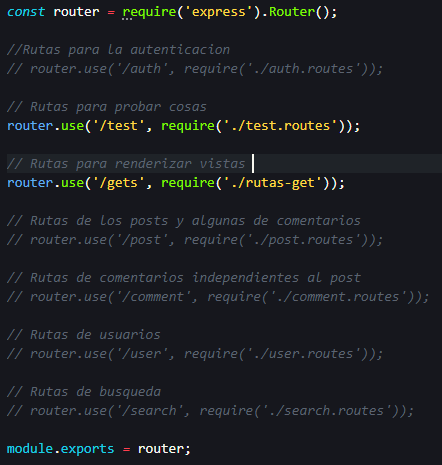 const router = require('express').Router();
//Rutas para la autenticacion
// router.use('/auth', require('./auth.routes'));
// Rutas para probar cosas
router.use('/test', require('./test.routes'));
// Rutas para renderizar vistas
router.use('/gets', require('./rutas-get'));
// Rutas de los posts y algunas de comentarios
// router.use('/post', require('./post.routes'));
// Rutas de comentarios independientes al post
// router.use('/comment', require('./comment.routes'));
// Rutas de usuarios
// router.use('/user', require('./user.routes'));
// Rutas de busqueda
// router.use('/search', require('./search.routes'));
module.exports = router;